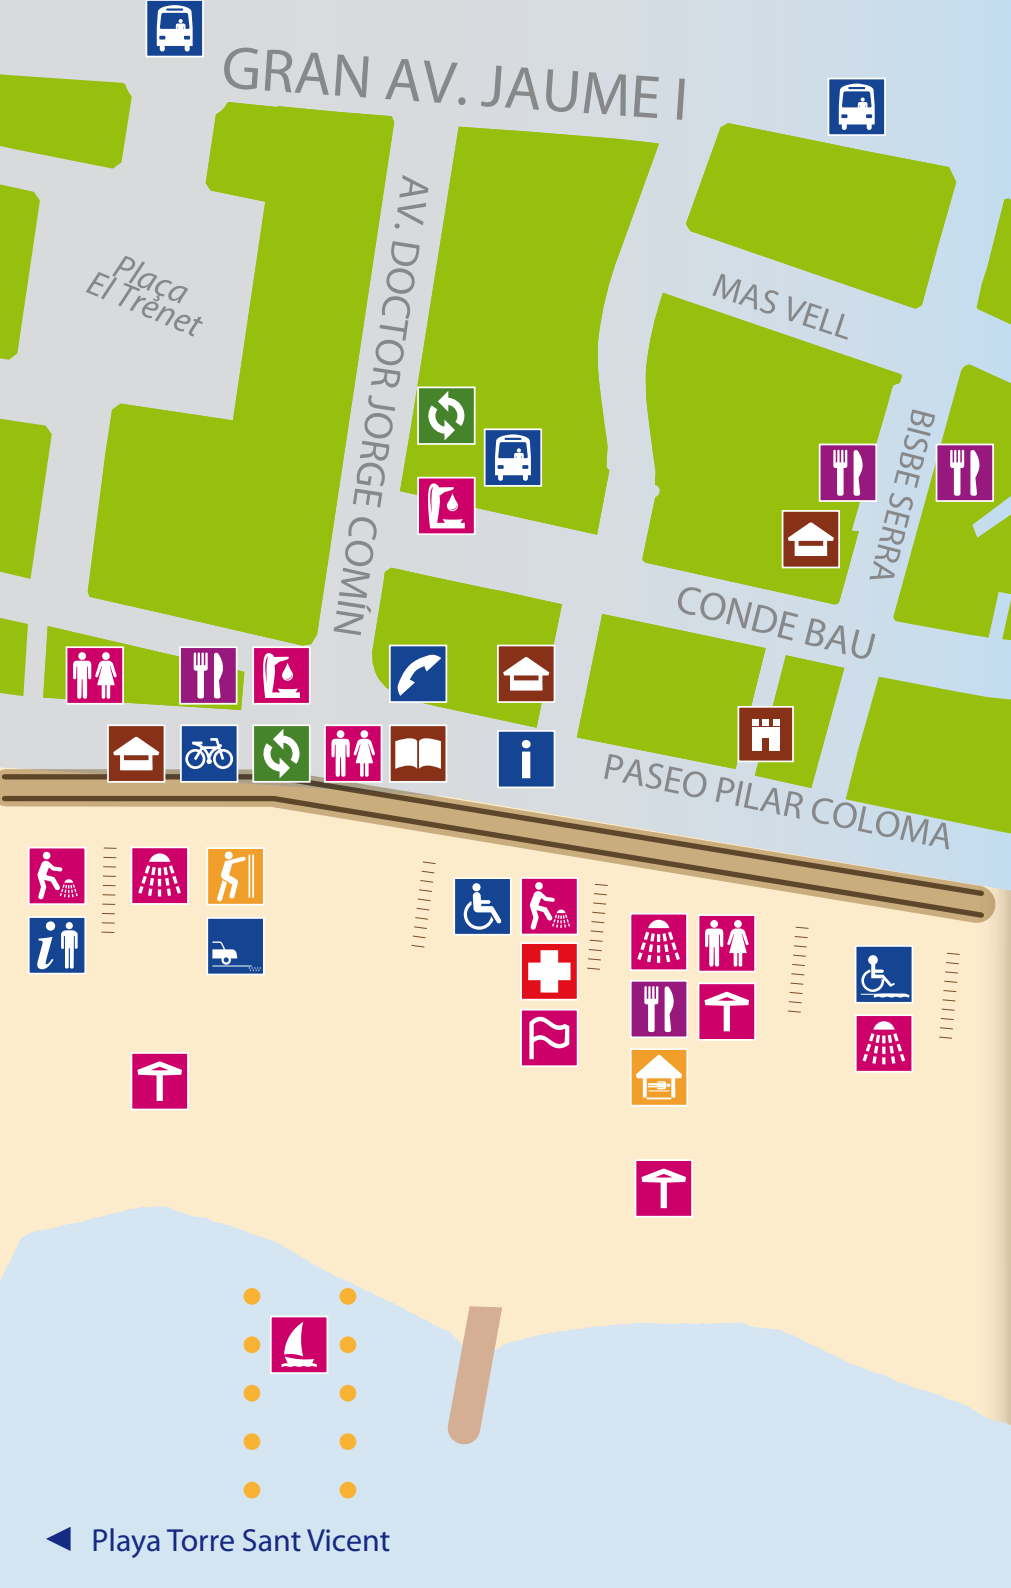 GRAN AV. JAUME I
AV. DOCTOR JORGE COMÍN
Plaça
El Trenet
MAS VELL
BISBE SERRA
CONDE BAU
PASEO PILAR COLOMA
i
i
Playa Torre Sant Vicent